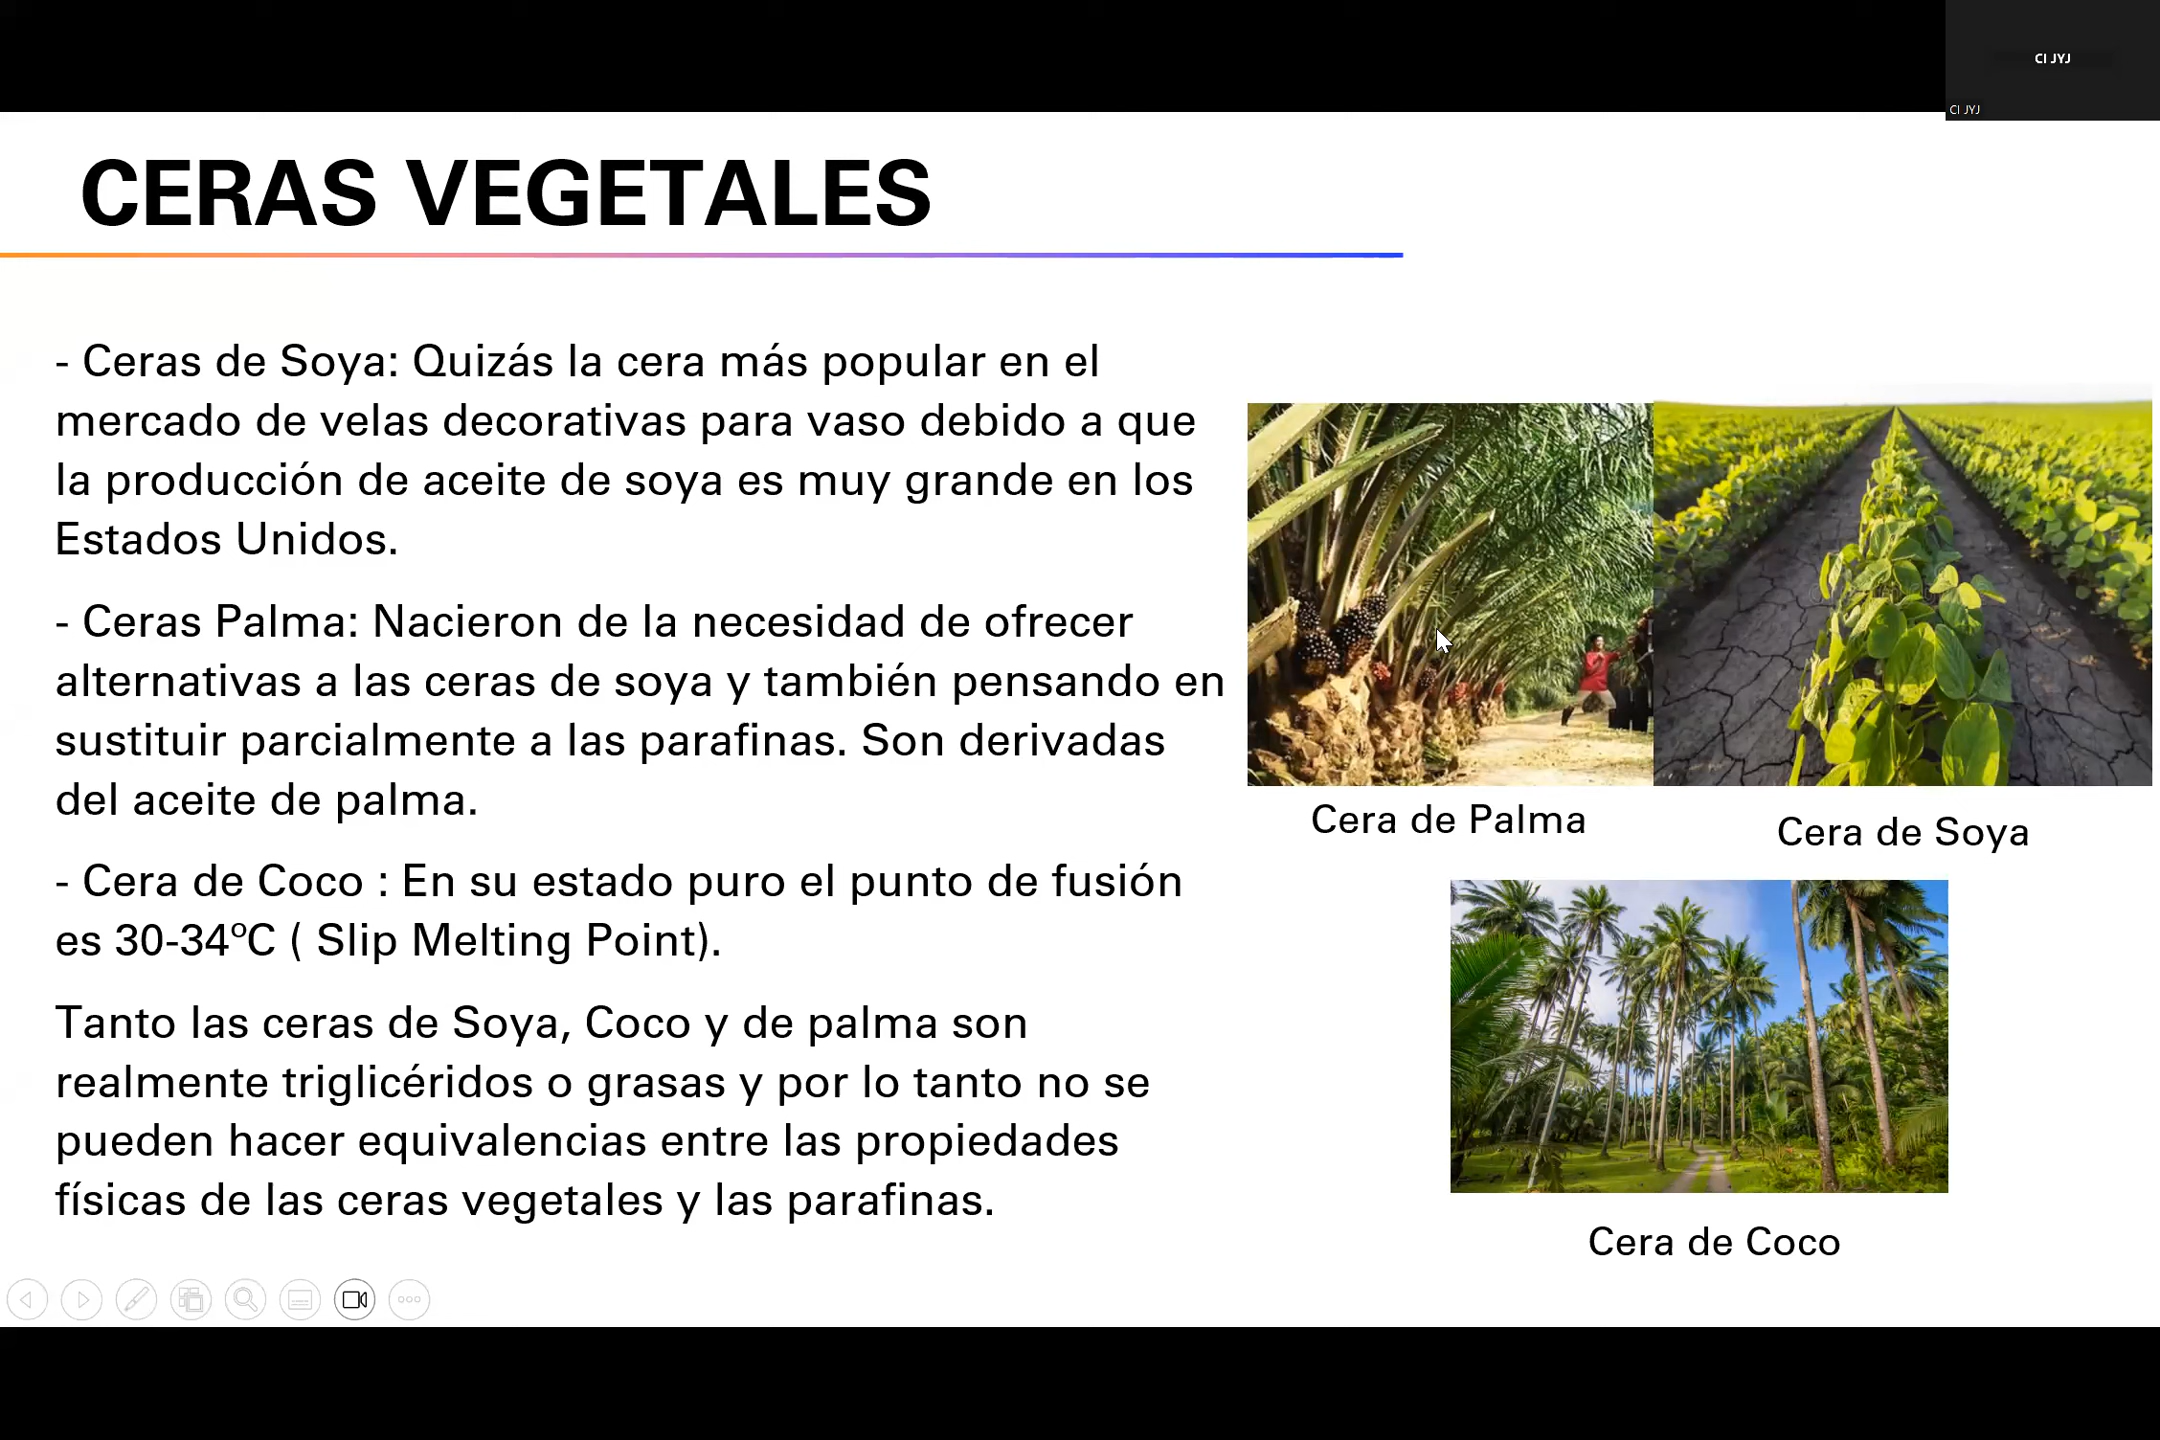 CI JYJ
CI JYJ
CERAS VEGETALES
- Ceras de Soya: Quizás la cera más popular en el
mercado de velas decorativas para vaso debido a que
la producción de aceite de soya es muy grande en los
Estados Unidos.
- Ceras Palma: Nacieron de la necesidad de ofrecer
alternativas a las ceras de soya y también pensando en
sustituir parcialmente a las parafinas. Son derivadas
del aceite de palma.
- Cera de Coco : En su estado puro el punto de fusión
es 30-34ºC ( Slip Melting Point).
Tanto las ceras de Soya, Coco y de palma son
realmente triglicéridos o grasas y por lo tanto no se
pueden hacer equivalencias entre las propiedades
físicas de las ceras vegetales y las parafinas.
Cera de Palma
Cera de Soya
Cera de Coco